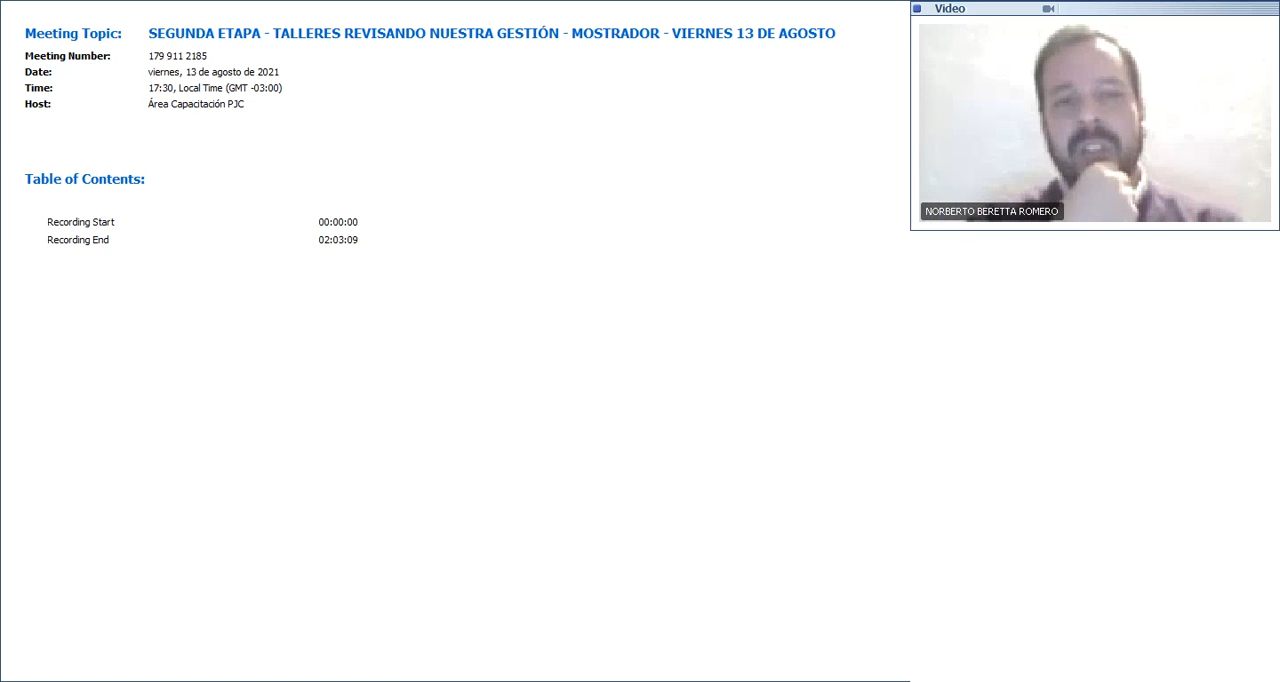 Meeting Topic: SEGUNDA ETAPA - TALLERES REVISANDO NUESTRA GESTIÓN - MOSTRADOR - VIERNES 13 DE AGOSTO
Meeting Number: 179 911 2185
Date: viernes, 13 de agosto de 2021
Time: 17:30, Local Time (GMT -03:00)
Host: Área Capacitación PJC
Table of Contents:
Recording Start 00:00:00
Recording End 02:03:09
Video
NORBERTO BERETTA ROMERO